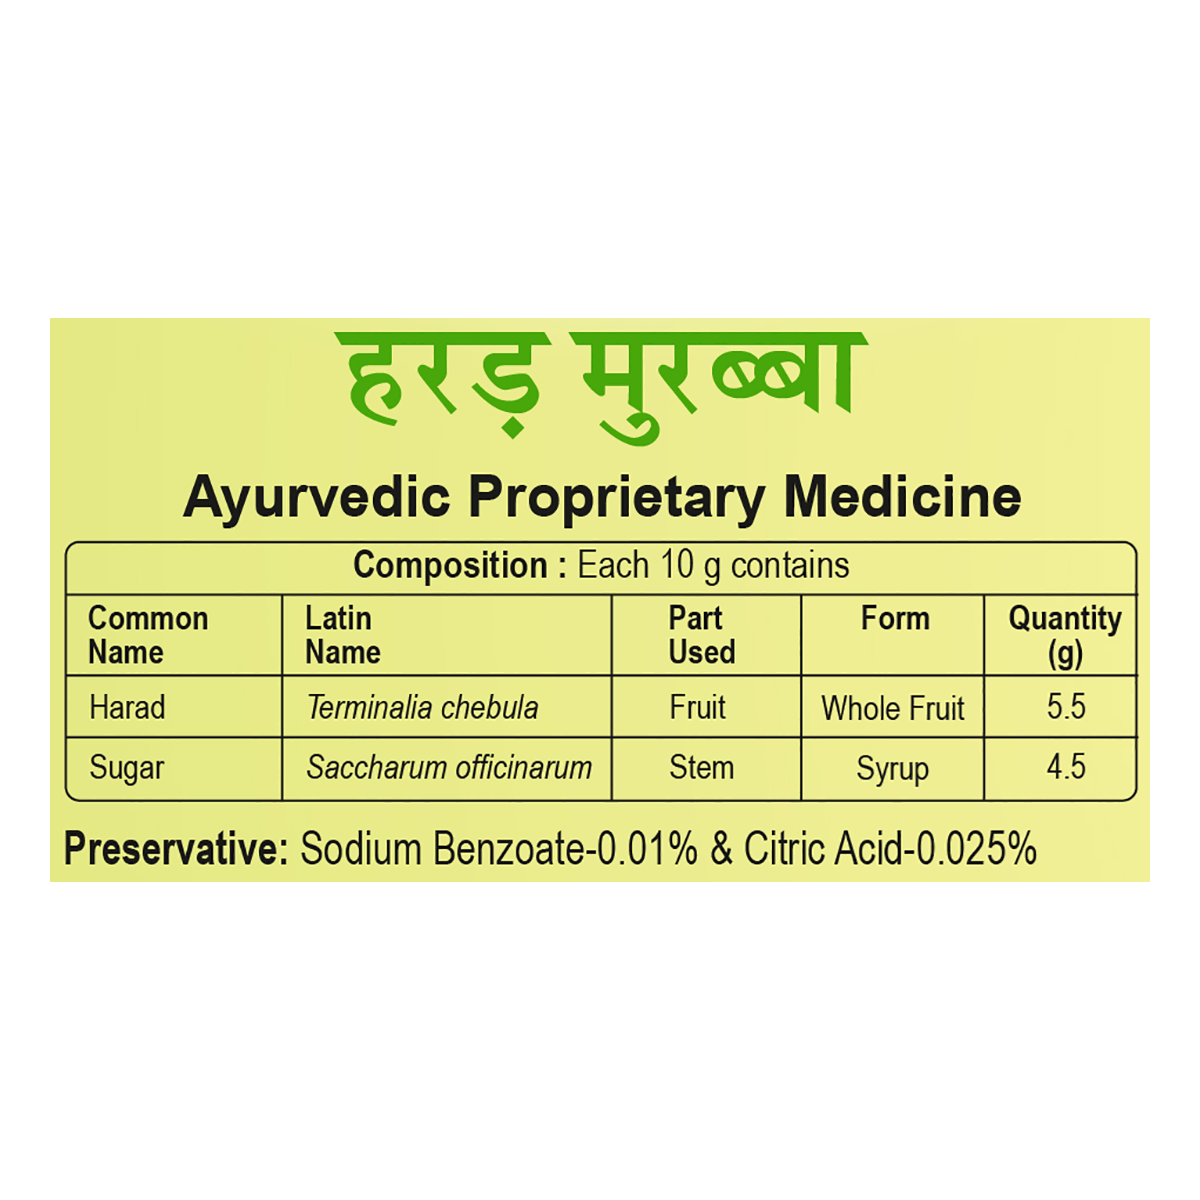 हरड़ मुरब्बा
Ayurvedic Proprietary Medicine
Composition : Each 10 g contains
Common Name Latin Name Part Used Form Quantity (g)
Harad Terminalia chebula Fruit Whole Fruit 5.5
Sugar Saccharum officinarum Stem Syrup 4.5
Preservative: Sodium Benzoate-0.01% & Citric Acid-0.025%